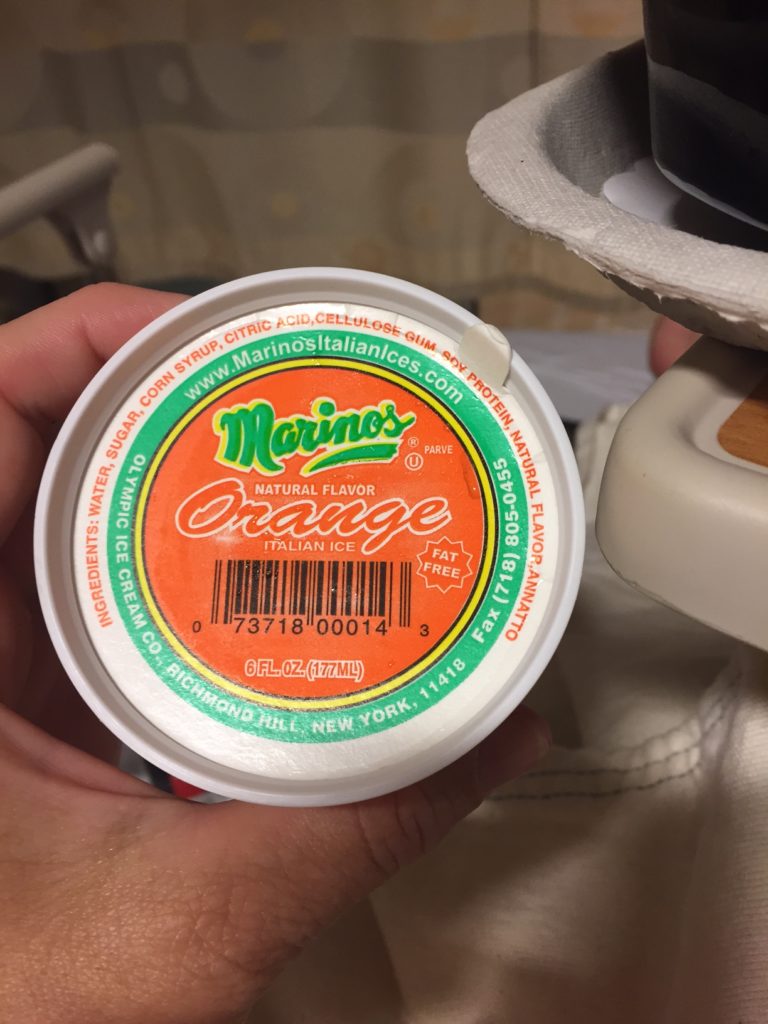 INGREDIENTS: WATER, SUGAR, CORN SYRUP, CITRIC ACID, CELLULOSE GUM, SOY PROTEIN, NATURAL FLAVOR, ANNATTO
www.MarinosItalianIces.com
Marinos®
U PARVE
NATURAL FLAVOR
Orange
ITALIAN ICE
FAT
FREE
0 73718 00014 3
6 FL. OZ. (177ML)
OLYMPIC ICE CREAM CO., RICHMOND HILL, NEW YORK, 11418 Fax (718) 805-0455